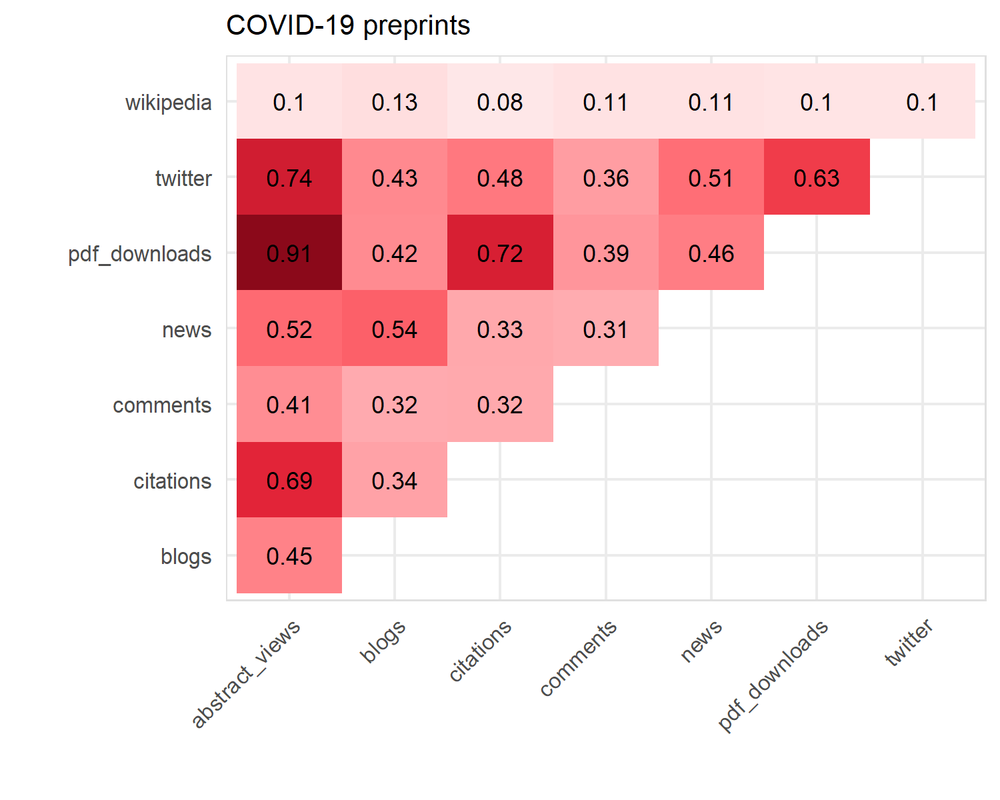 COVID-19 preprints
wikipedia 0.1 0.13 0.08 0.11 0.11 0.1 0.1
twitter 0.74 0.43 0.48 0.36 0.51 0.63
pdf_downloads 0.91 0.42 0.72 0.39 0.46
news 0.52 0.54 0.33 0.31
comments 0.41 0.32 0.32
citations 0.69 0.34
blogs 0.45
abstract_views blogs citations comments news pdf_downloads twitter